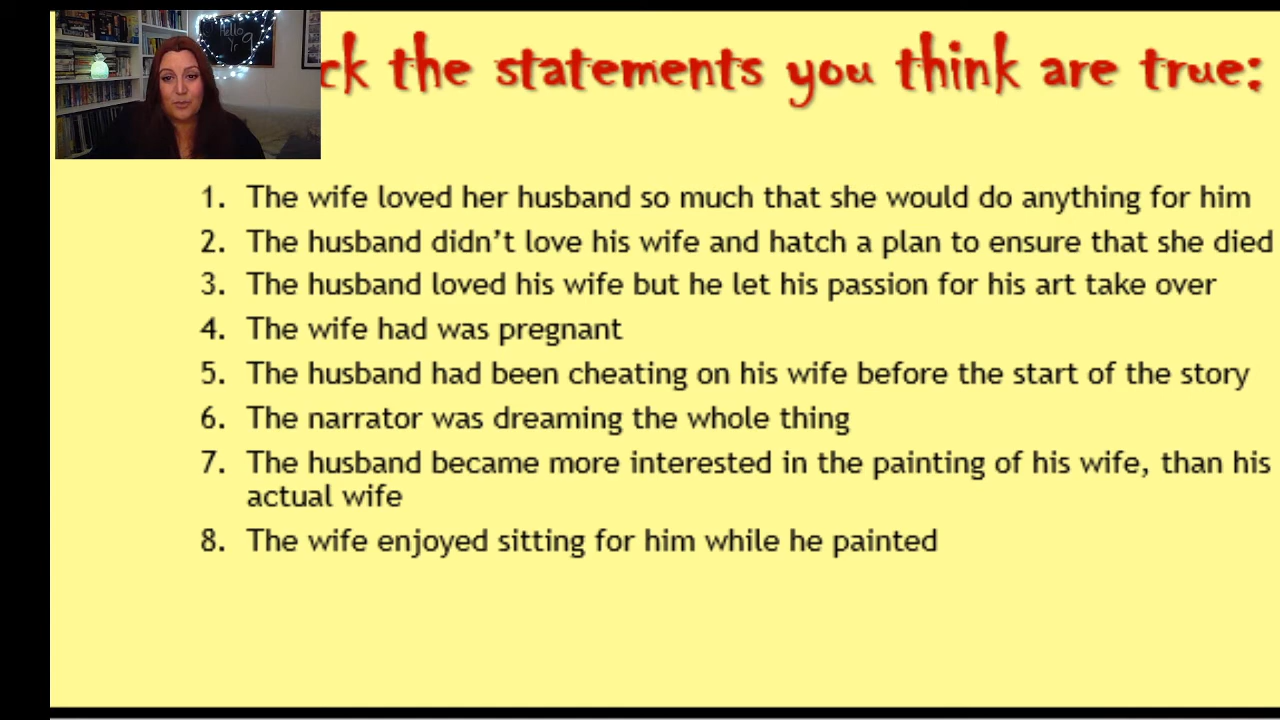 Hello
Yr 9
ck the statements you think are true:
1. The wife loved her husband so much that she would do anything for him
2. The husband didn’t love his wife and hatch a plan to ensure that she died
3. The husband loved his wife but he let his passion for his art take over
4. The wife had was pregnant
5. The husband had been cheating on his wife before the start of the story
6. The narrator was dreaming the whole thing
7. The husband became more interested in the painting of his wife, than his
actual wife
8. The wife enjoyed sitting for him while he painted